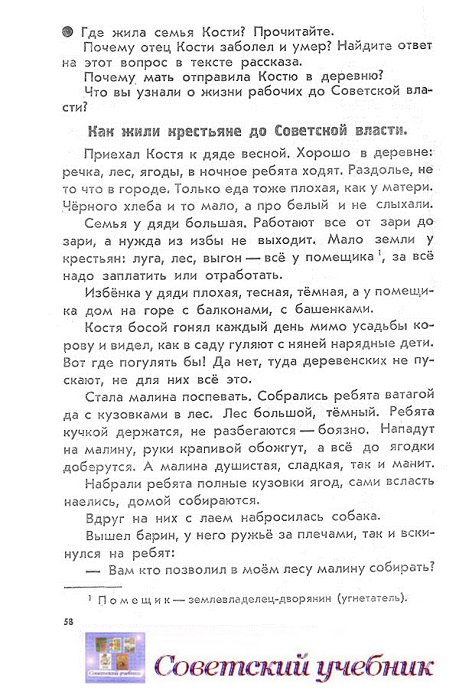 Где жила семья Кости? Прочитайте.
Почему отец Кости заболел и умер? Найдите ответ
на этот вопрос в тексте рассказа.
Почему мать отправила Костю в деревню?
Что вы узнали о жизни рабочих до Советской вла-
сти?
Как жили крестьяне до Советской власти.
Приехал Костя к дяде весной. Хорошо в деревне:
речка, лес, ягоды, в ночное ребята ходят. Раздолье, не
то что в городе. Только еда тоже плохая, как у матери.
Чёрного хлеба и то мало, а про белый и не слыхали.
Семья у дяди большая. Работают все от зари до
зари, а нужда из избы не выходит. Мало земли у
крестьян: луга, лес, выгон — всё у помещика ¹, за всё
надо заплатить или отработать.
Избёнка у дяди плохая, тесная, тёмная, а у помещи-
ка дом на горе с балконами, с башенками.
Костя босой гонял каждый день мимо усадьбы ко-
рову и видел, как в саду гуляют с няней нарядные дети.
Вот где погулять бы! Да нет, туда деревенских не пу-
скают, не для них всё это.
Стала малина поспевать. Собрались ребята ватагой
да с кузовками в лес. Лес большой, тёмный. Ребята
кучкой держатся, не разбегаются — боязно. Нападут
на малину, руки крапивой обожгут, а всё до ягодки
доберутся. А малина душистая, сладкая, так и манит.
Набрали ребята полные кузовки ягод, сами всласть
наелись, домой собираются.
Вдруг на них с лаем набросилась собака.
Вышел барин, у него ружьё за плечами, так и вски-
нулся на ребят:
— Вам кто позволил в моём лесу малину собирать?
¹ Помещик — землевладелец-дворянин (угнетатель).
58
Советский учебник
Советский учебник